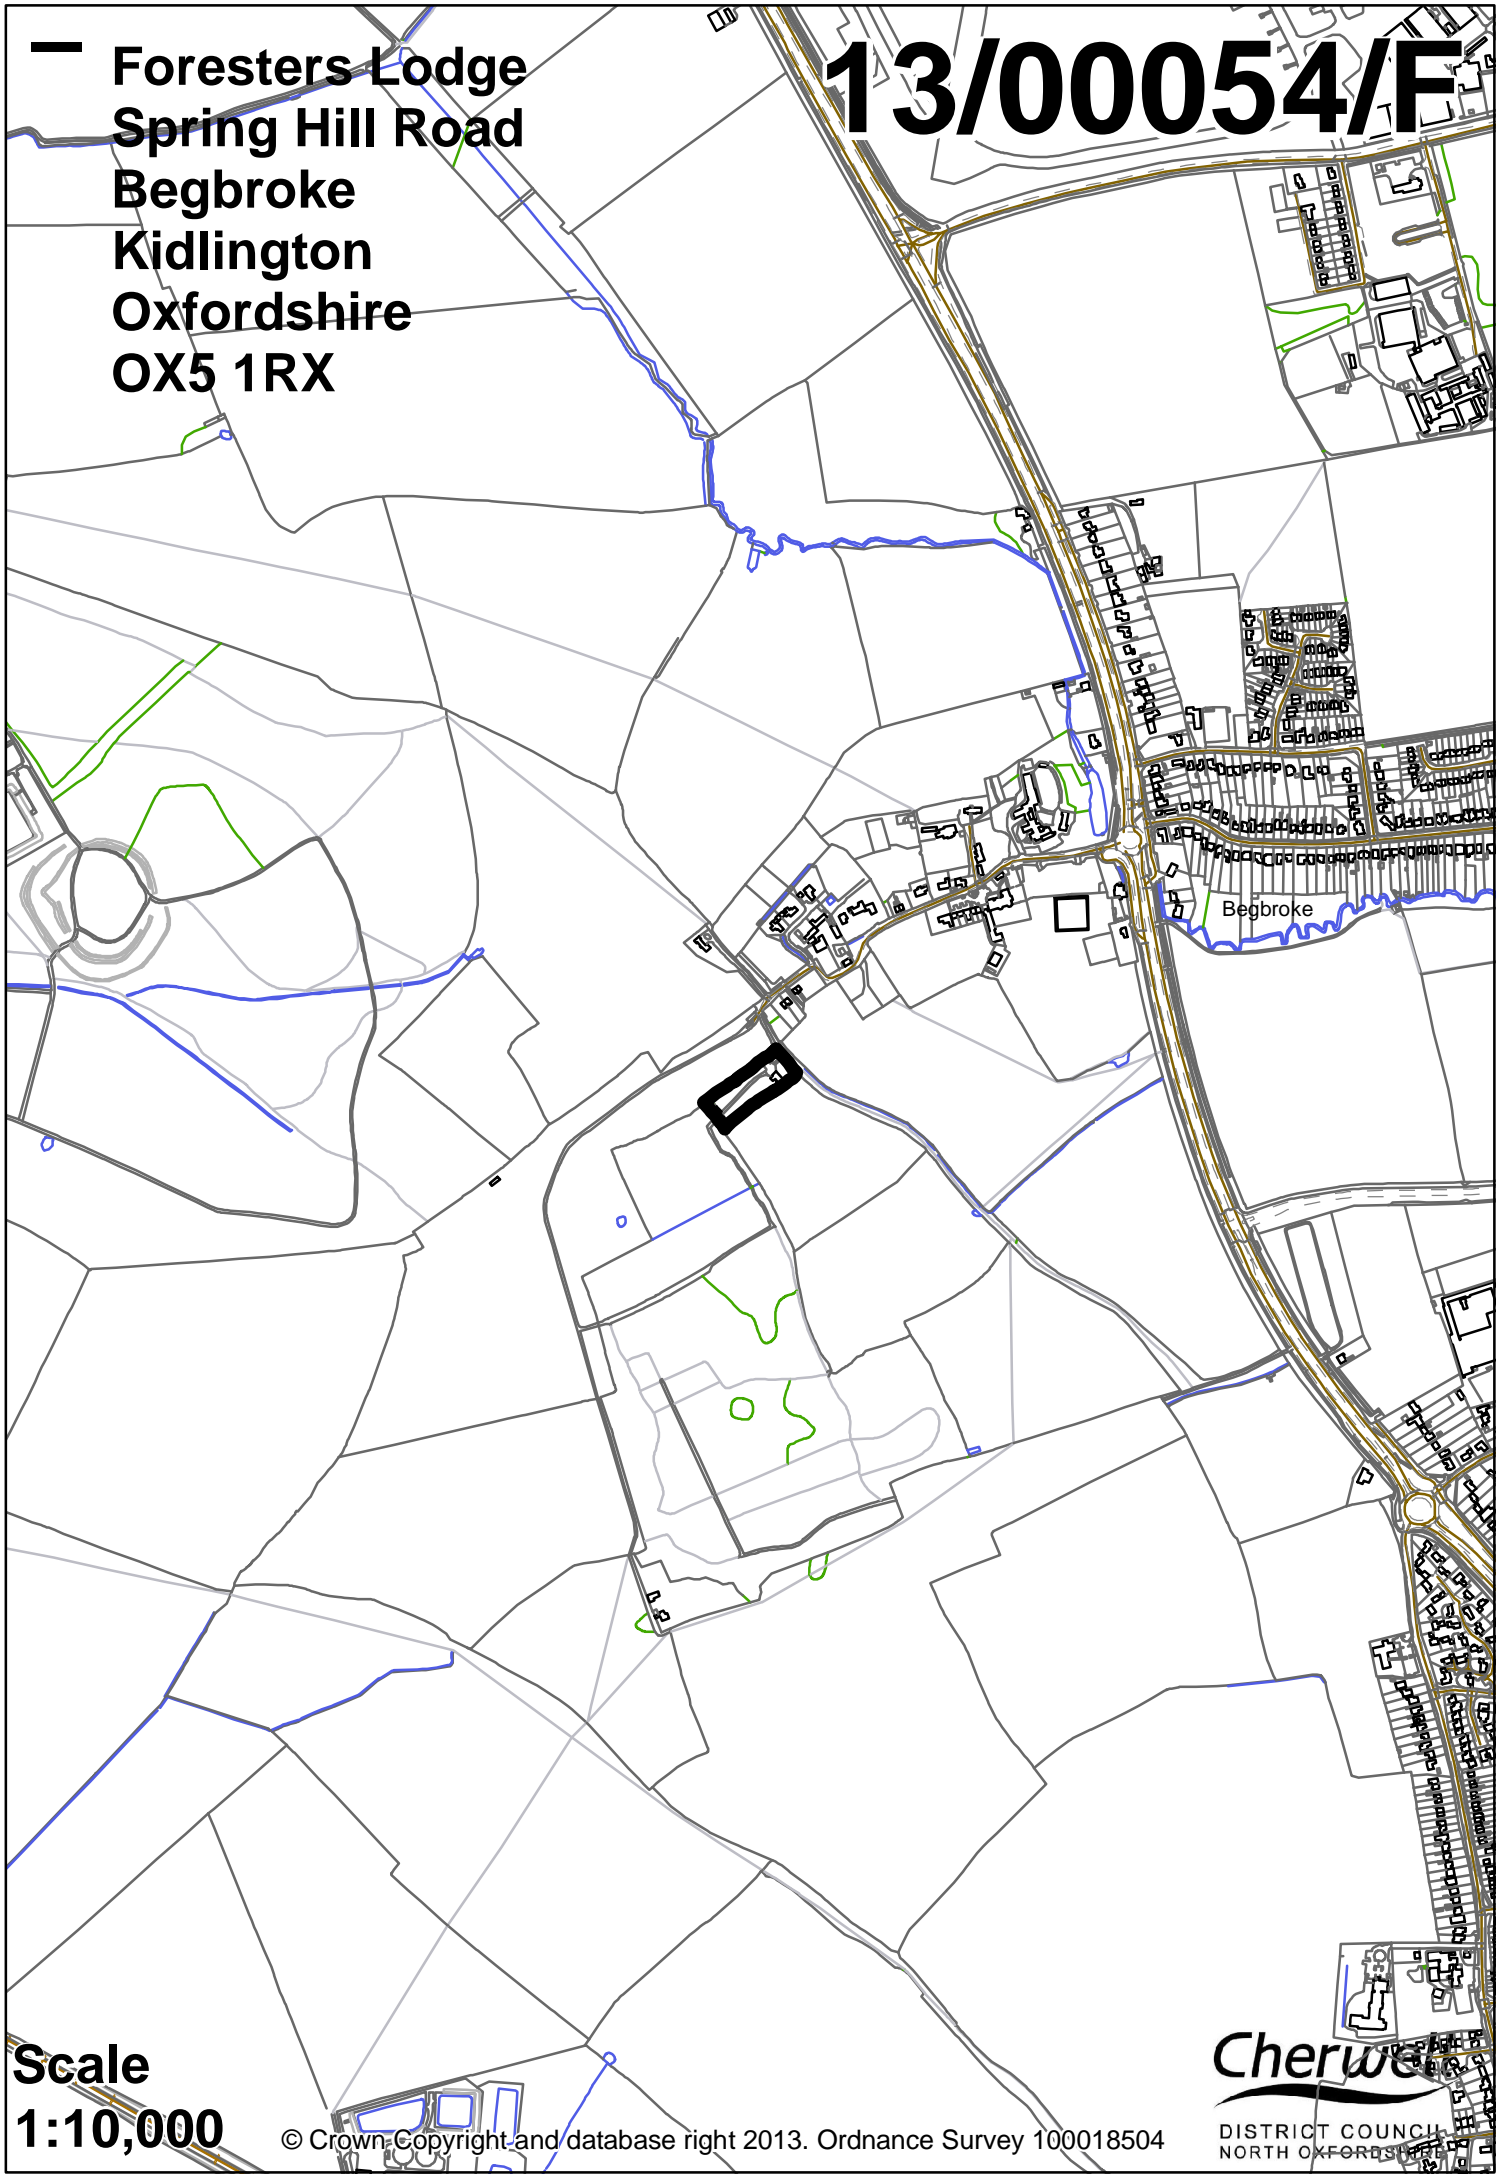 Foresters Lodge
Spring Hill Road
Begbroke
Kidlington
Oxfordshire
OX5 1RX
13/00054/F
Begbroke
Scale
1:10,000
© Crown Copyright and database right 2013. Ordnance Survey 100018504
Cherwell
DISTRICT COUNCIL
NORTH OXFORDSHIRE